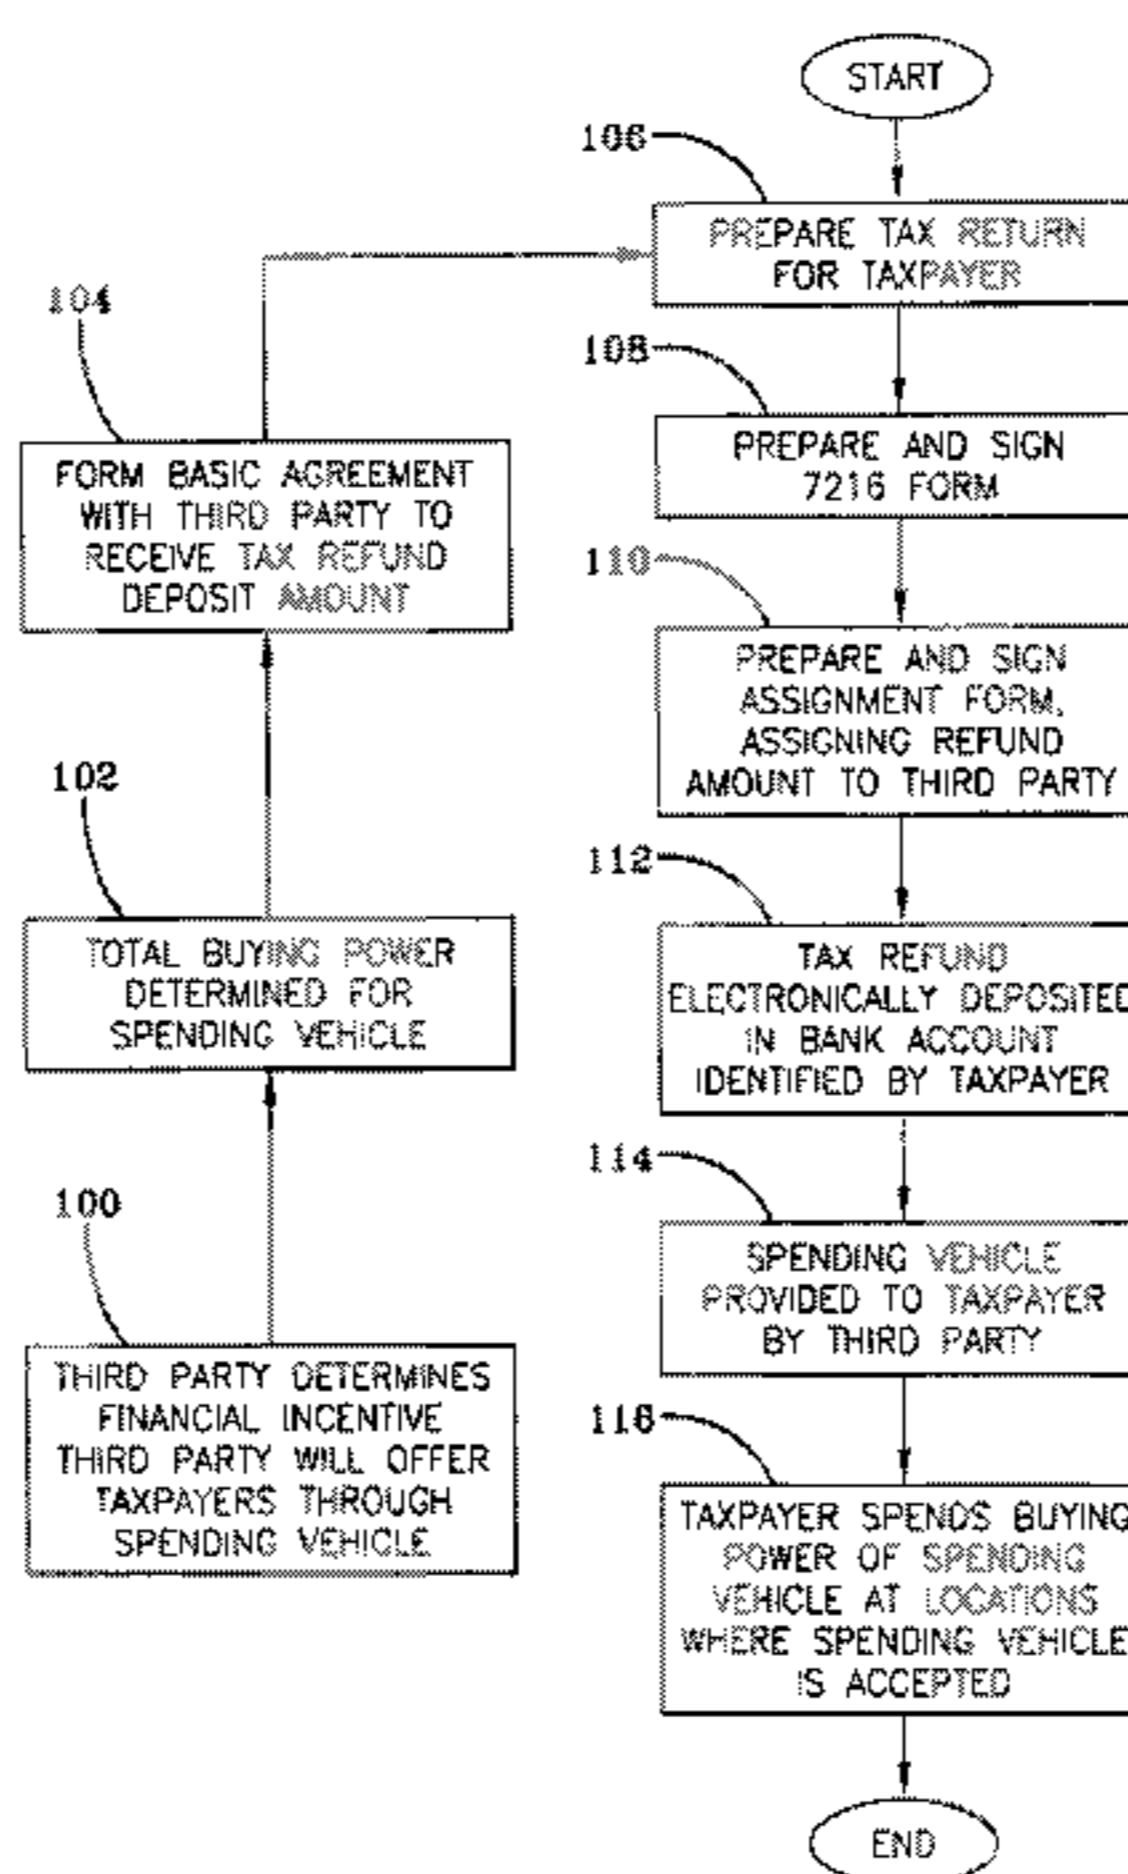 START
106
PREPARE TAX RETURN
FOR TAXPAYER
108
PREPARE AND SIGN
7216 FORM
110
PREPARE AND SIGN
ASSIGNMENT FORM,
ASSIGNING REFUND
AMOUNT TO THIRD PARTY
112
TAX REFUND
ELECTRONICALLY DEPOSITED
IN BANK ACCOUNT
IDENTIFIED BY TAXPAYER
114
SPENDING VEHICLE
PROVIDED TO TAXPAYER
BY THIRD PARTY
116
TAXPAYER SPENDS BUYING
POWER OF SPENDING
VEHICLE AT LOCATIONS
WHERE SPENDING VEHICLE
IS ACCEPTED
END
104
FORM BASIC AGREEMENT
WITH THIRD PARTY TO
RECEIVE TAX REFUND
DEPOSIT AMOUNT
102
TOTAL BUYING POWER
DETERMINED FOR
SPENDING VEHICLE
100
THIRD PARTY DETERMINES
FINANCIAL INCENTIVE
THIRD PARTY WILL OFFER
TAXPAYERS THROUGH
SPENDING VEHICLE